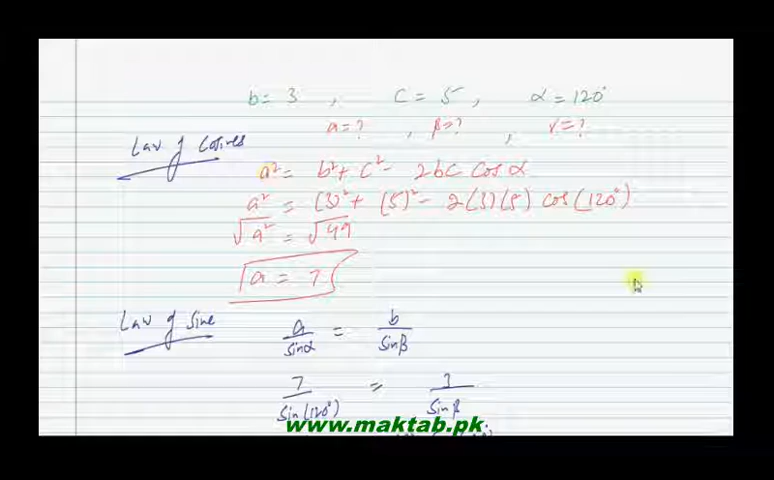 b = 3 , c = 5 , α = 120°
a = ? , β = ? , γ = ?
Law of Cosines
a² = b² + c² - 2bc Cos α
a² = (3)² + (5)² - 2(3)(5) cos(120°)
√a² = √49
a = 7
Law of Sine
a/sinα = b/sinβ
7/sin(120°) = 3/sinβ
www.maktab.pk